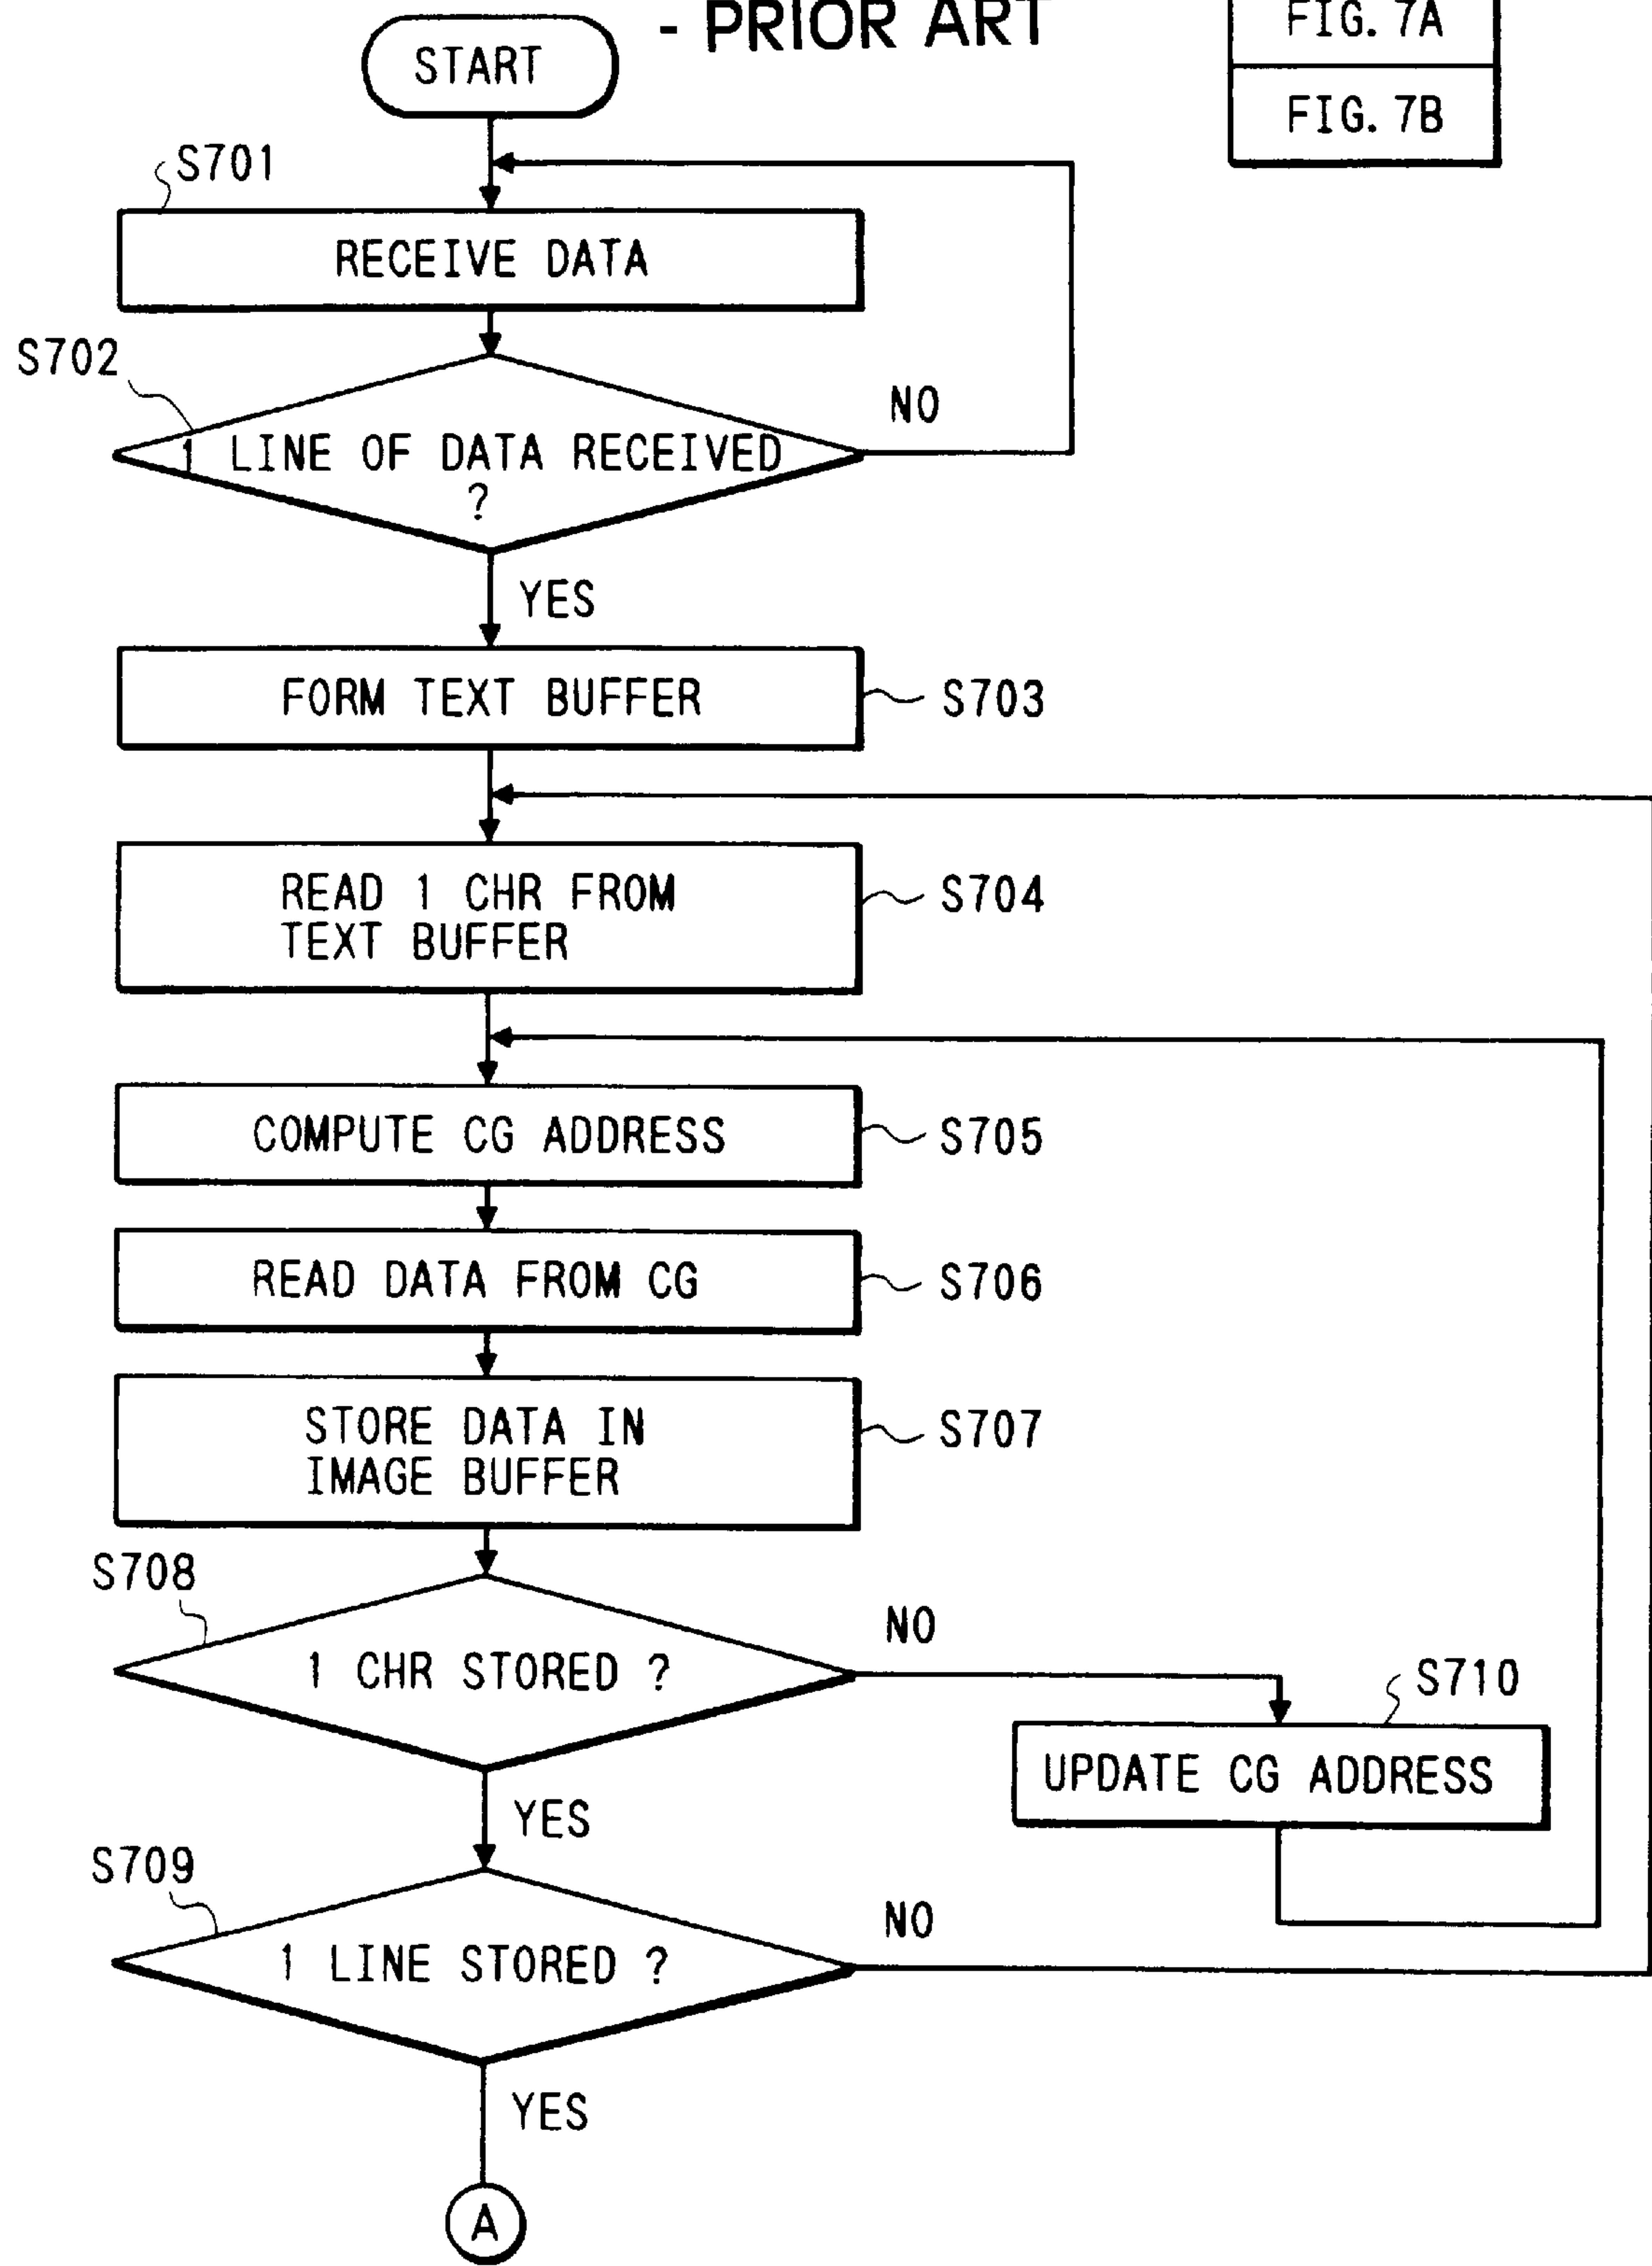 - PRIOR ART
FIG. 7A
FIG. 7B
START
S701
RECEIVE DATA
S702
1 LINE OF DATA RECEIVED
?
NO
YES
FORM TEXT BUFFER
S703
READ 1 CHR FROM
TEXT BUFFER
S704
COMPUTE CG ADDRESS
S705
READ DATA FROM CG
S706
STORE DATA IN
IMAGE BUFFER
S707
S708
1 CHR STORED ?
NO
S710
UPDATE CG ADDRESS
YES
S709
1 LINE STORED ?
NO
YES
A